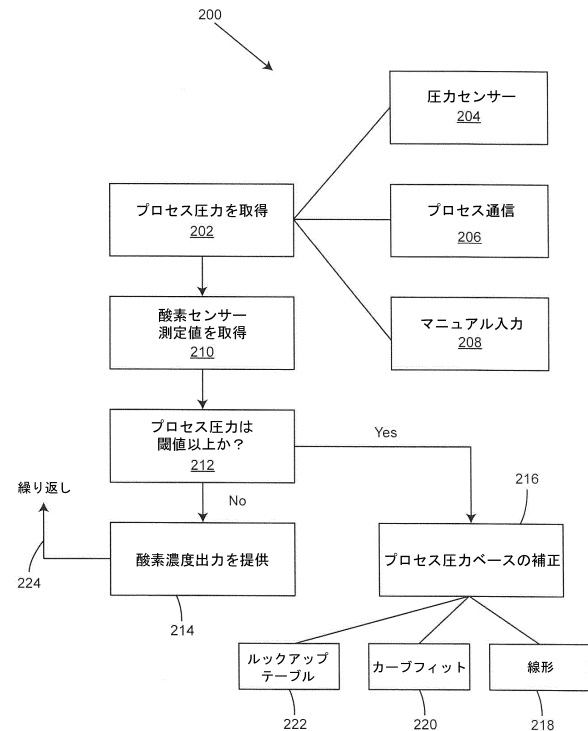 200
圧力センサー
204
プロセス圧力を取得
202
プロセス通信
206
酸素センサー
測定値を取得
210
マニュアル入力
208
プロセス圧力は
閾値以上か？
212
Yes
No
繰り返し
224
酸素濃度出力を提供
214
216
プロセス圧力ベースの補正
ルックアップ
テーブル
222
カーブフィット
220
線形
218